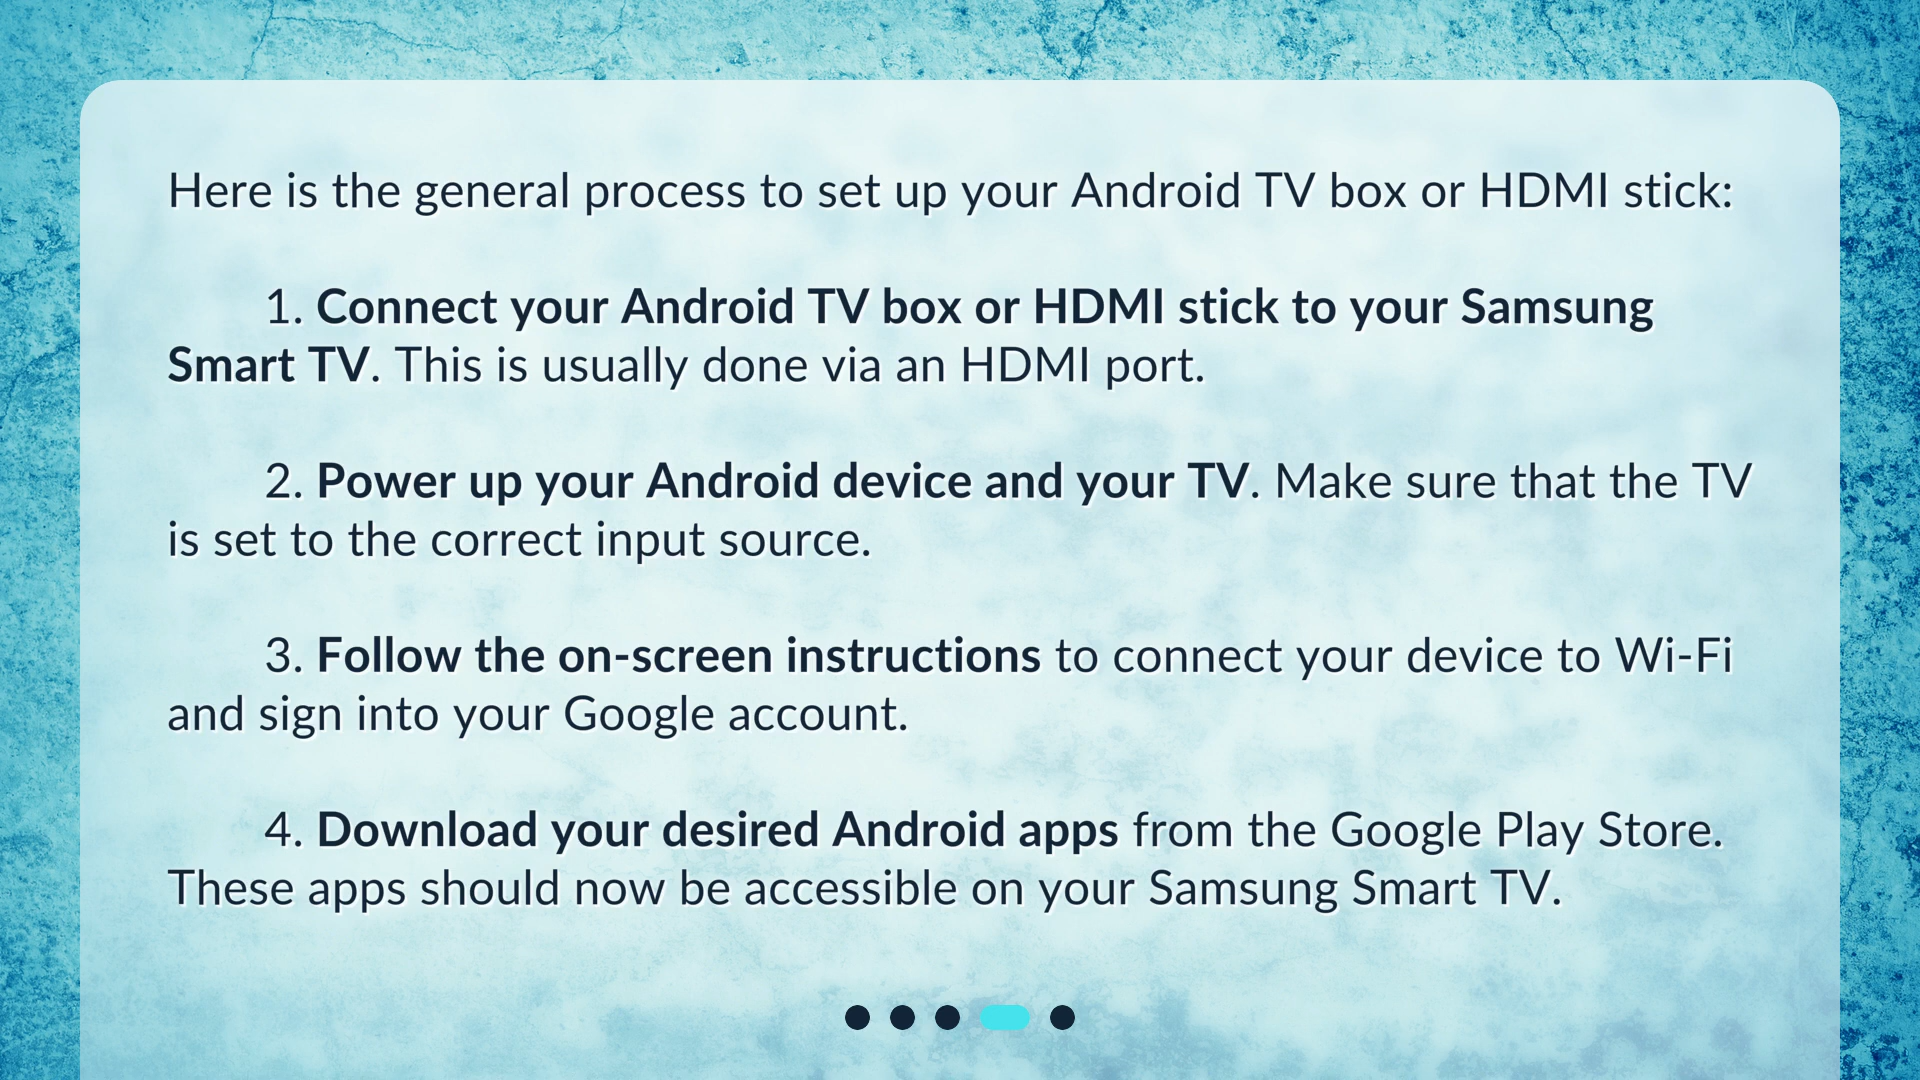 Here is the general process to set up your Android TV box or HDMI stick:
1. Connect your Android TV box or HDMI stick to your Samsung
Smart TV. This is usually done via an HDMI port.
2. Power up your Android device and your TV. Make sure that the TV
is set to the correct input source.
3. Follow the on-screen instructions to connect your device to Wi-Fi
and sign into your Google account.
4. Download your desired Android apps from the Google Play Store.
These apps should now be accessible on your Samsung Smart TV.